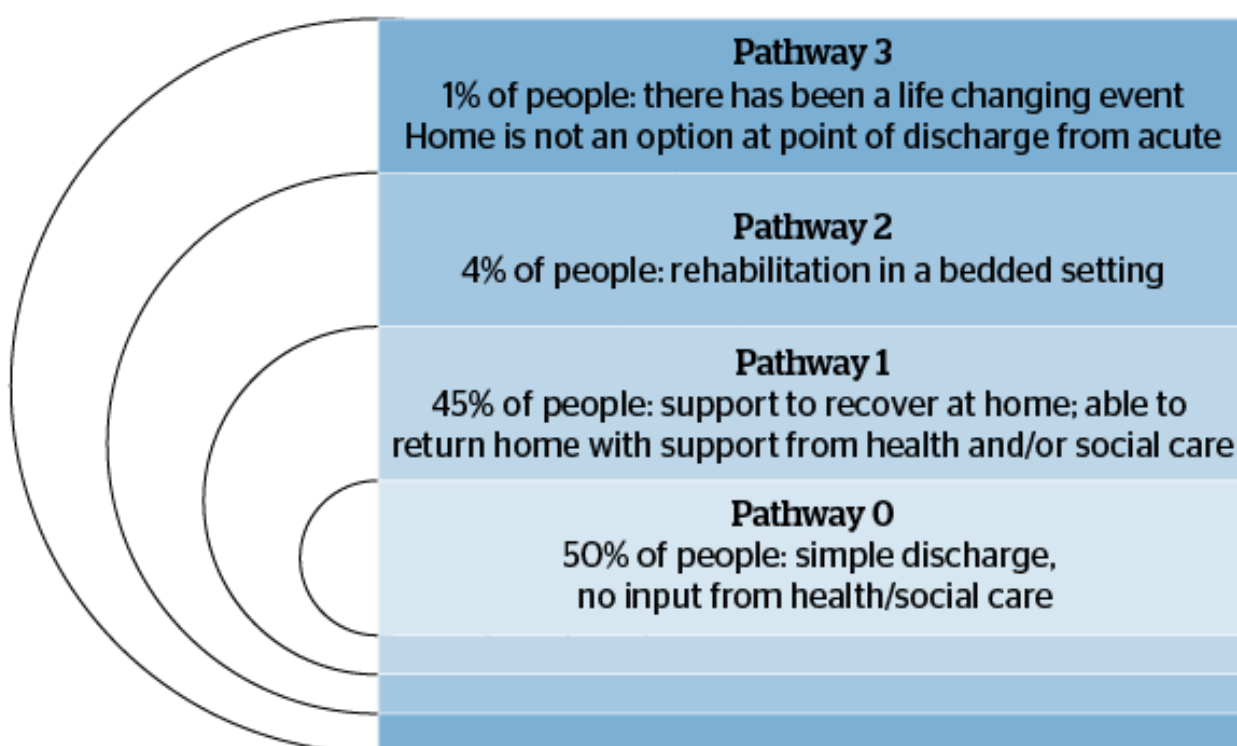 Pathway 3
1% of people: there has been a life changing event
Home is not an option at point of discharge from acute
Pathway 2
4% of people: rehabilitation in a bedded setting
Pathway 1
45% of people: support to recover at home; able to
return home with support from health and/or social care
Pathway 0
50% of people: simple discharge,
no input from health/social care